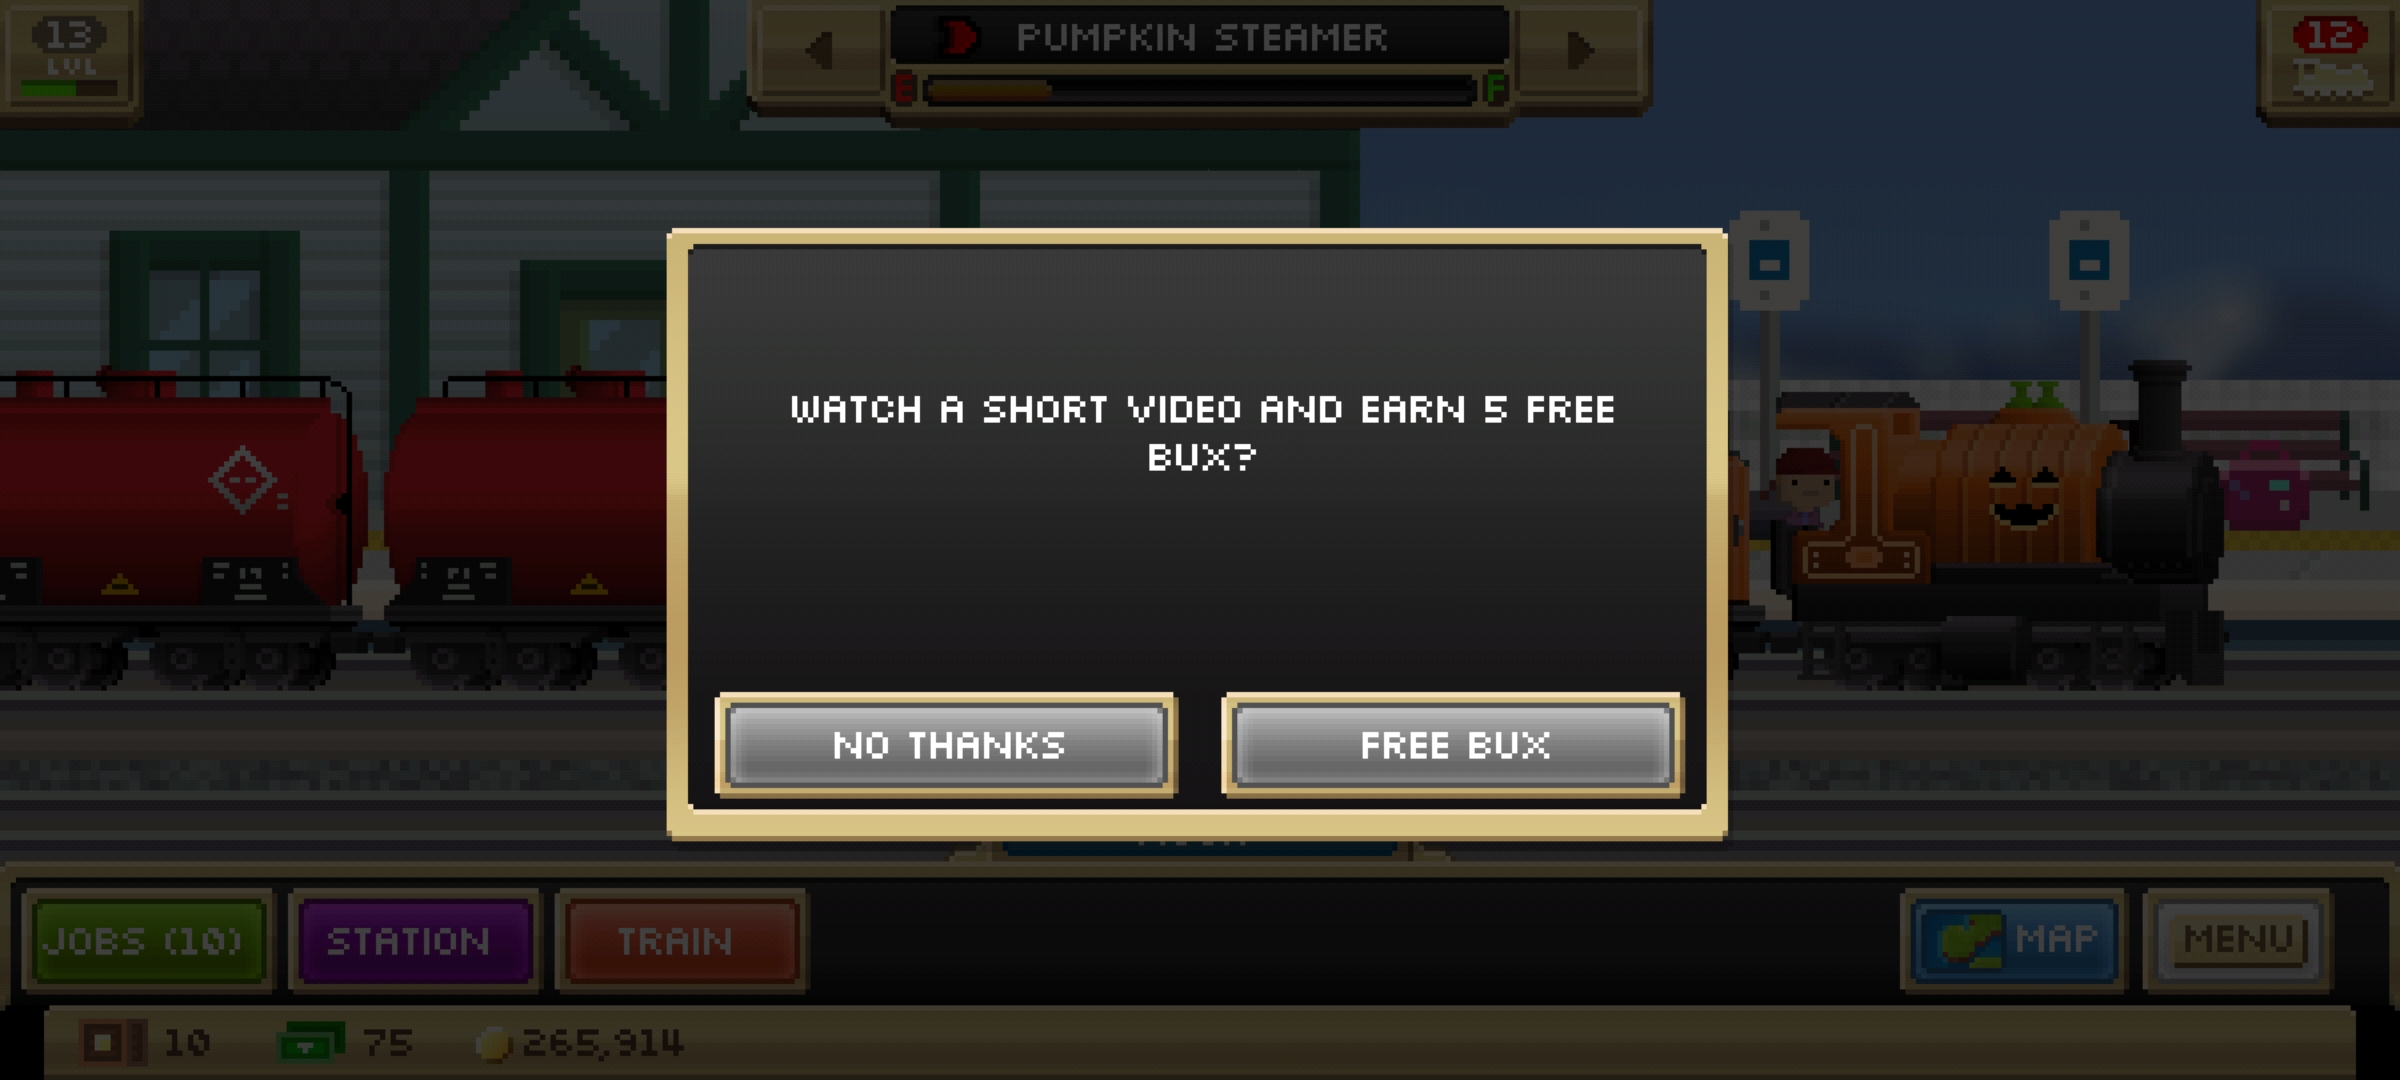 13
LVL
PUMPKIN STEAMER
E
F
12
WATCH A SHORT VIDEO AND EARN 5 FREE
BUX?
NO THANKS
FREE BUX
JOBS (10)
STATION
TRAIN
MAP
MENU
10
75
265,914